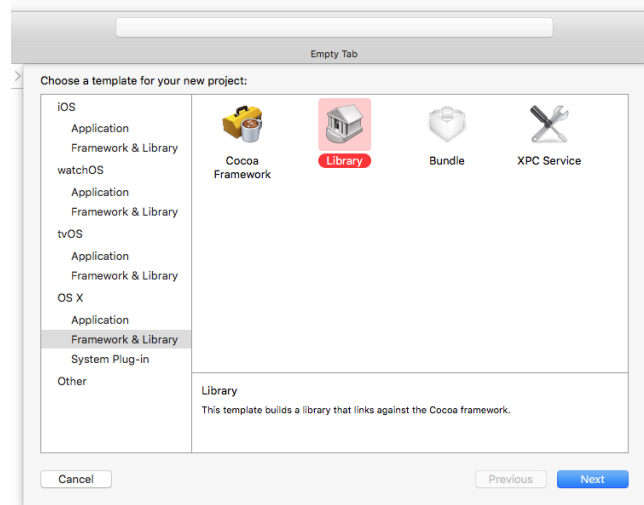 Empty Tab
Choose a template for your new project:
iOS
Application
Framework & Library
watchOS
Application
Framework & Library
tvOS
Application
Framework & Library
OS X
Application
Framework & Library
System Plug-in
Other
Cocoa
Framework
Library
Bundle
XPC Service
Library
This template builds a library that links against the Cocoa framework.
Cancel
Previous
Next